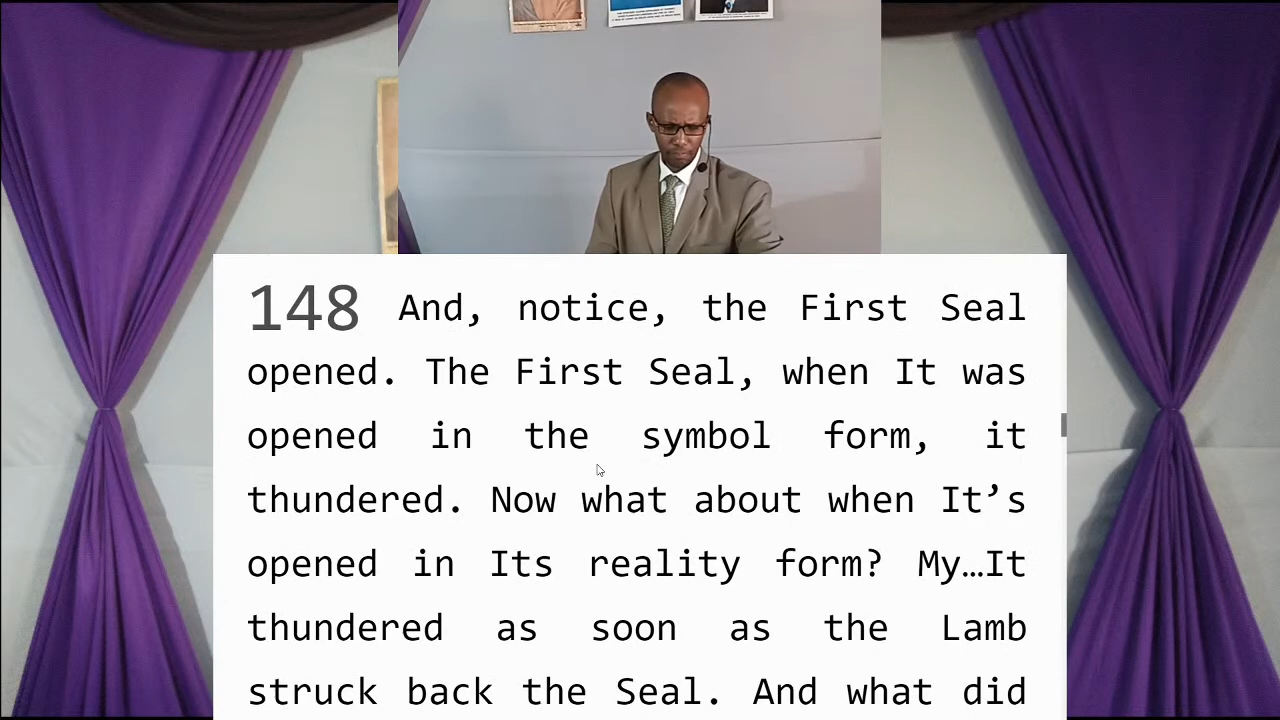 148 And, notice, the First Seal
opened. The First Seal, when It was
opened in the symbol form, it
thundered. Now what about when It’s
opened in Its reality form? My…It
thundered as soon as the Lamb
struck back the Seal. And what did